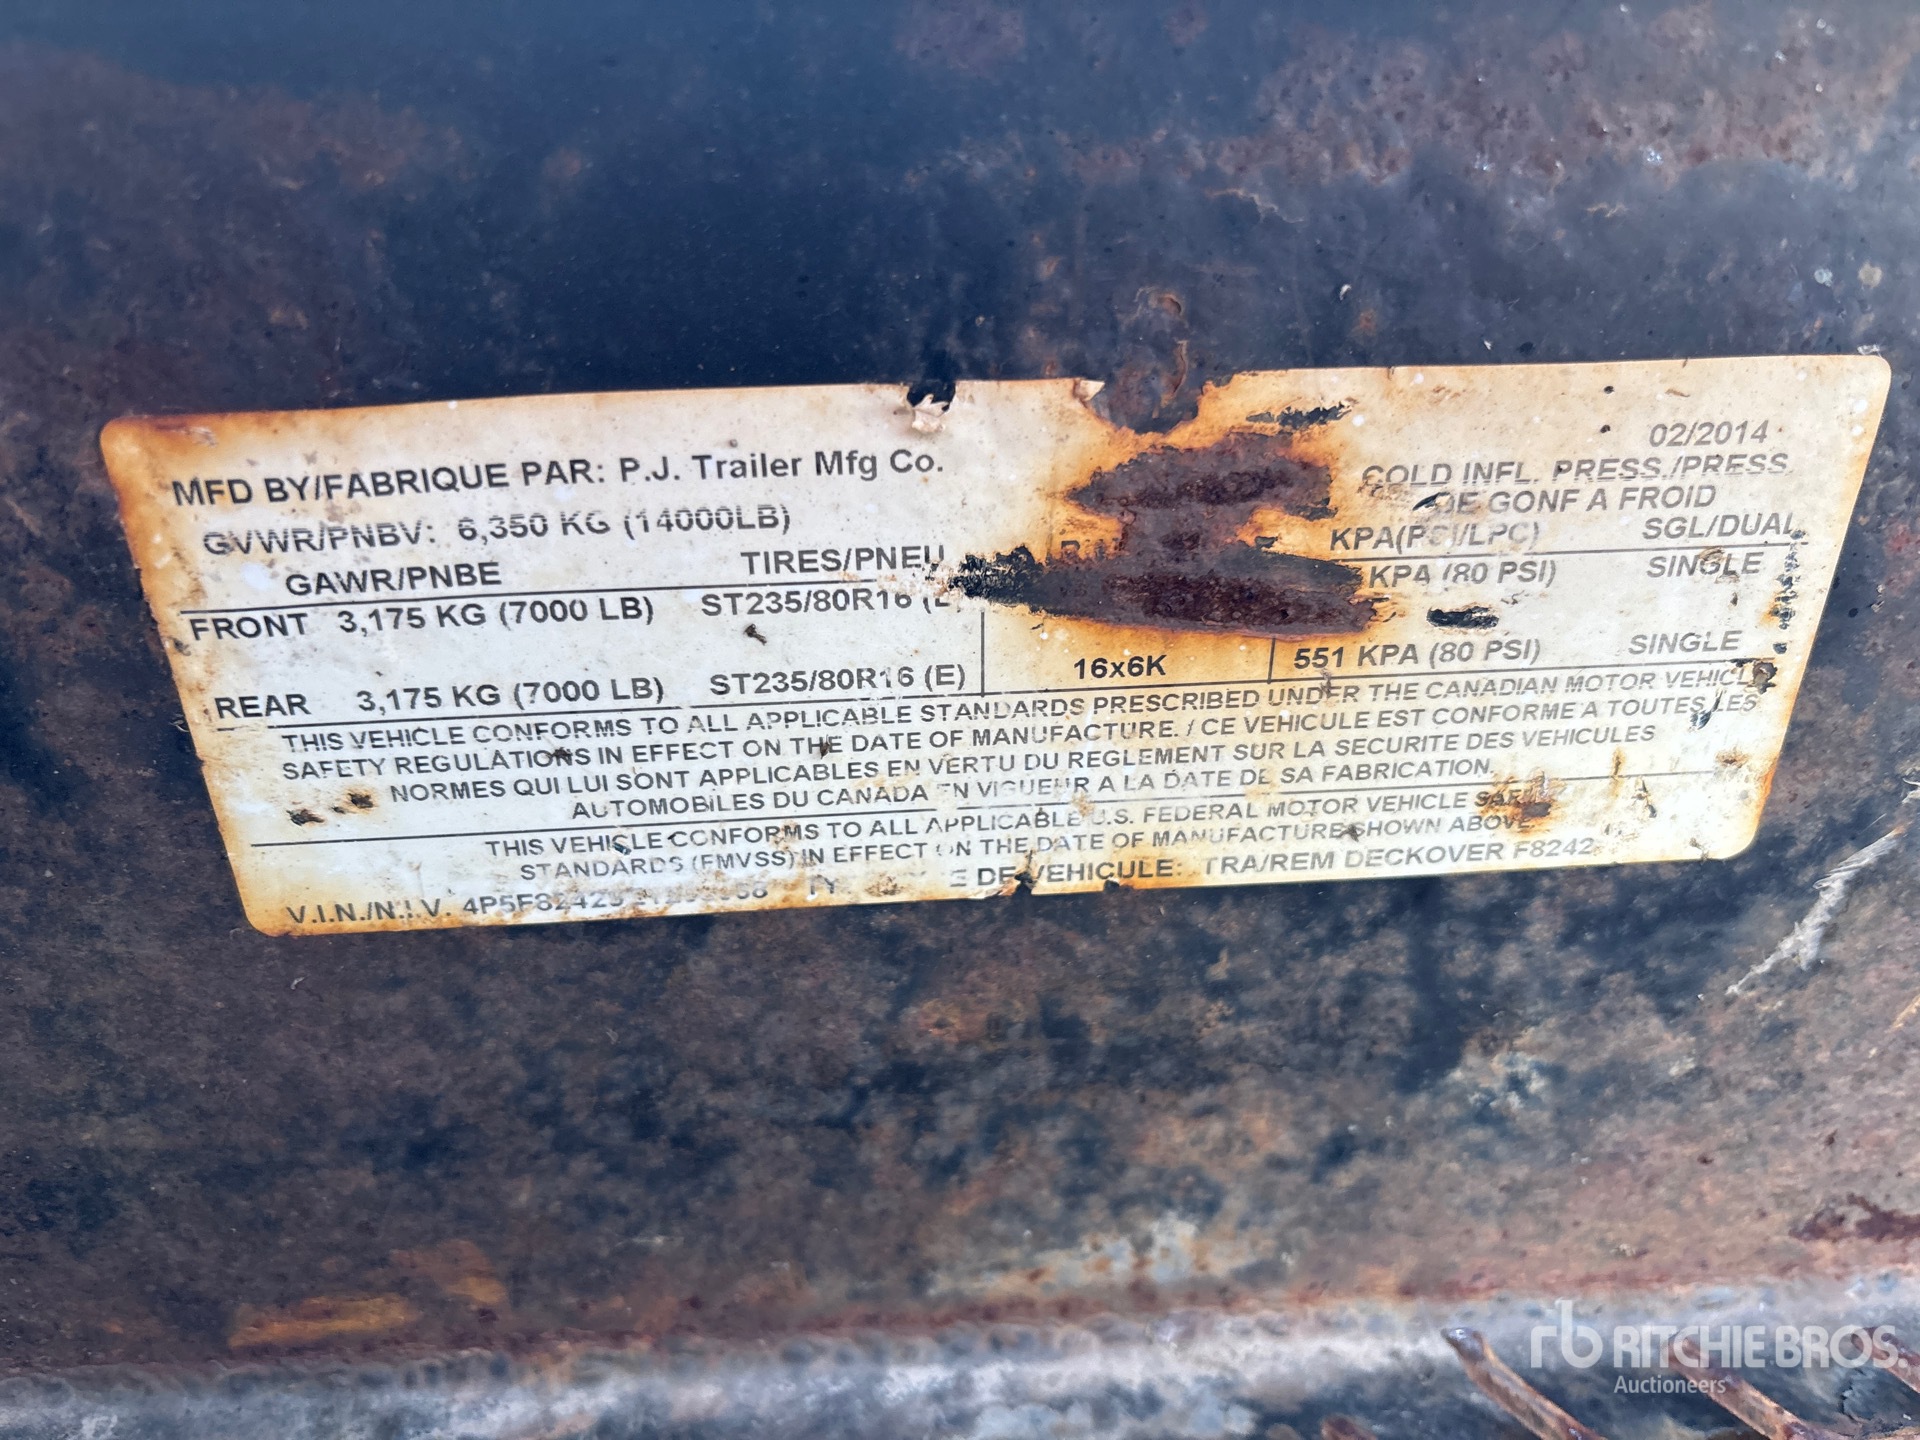 02/2014
MFD BY/FABRIQUE PAR: P.J. Trailer Mfg Co.
COLD INFL. PRESS./PRESS.
DE GONF A FROID
GVWR/PNBV: 6,350 KG (14000LB)
KPA(PSI/LPC) SGL/DUAL
GAWR/PNBE TIRES/PNEU
FRONT 3,175 KG (7000 LB) ST235/80R16 KPA (80 PSI) SINGLE
REAR 3,175 KG (7000 LB) ST235/80R16 (E) 16x6K 551 KPA (80 PSI) SINGLE
THIS VEHICLE CONFORMS TO ALL APPLICABLE STANDARDS PRESCRIBED UNDER THE CANADIAN MOTOR VEHICLE
SAFETY REGULATIONS IN EFFECT ON THE DATE OF MANUFACTURE. / CE VEHICULE EST CONFORME A TOUTES LES
NORMES QUI LUI SONT APPLICABLES EN VERTU DU REGLEMENT SUR LA SECURITE DES VEHICULES
AUTOMOBILES DU CANADA EN VIGUEUR A LA DATE DE SA FABRICATION.
THIS VEHICLE CONFORMS TO ALL APPLICABLE U.S. FEDERAL MOTOR VEHICLE
STANDARDS (FMVSS) IN EFFECT ON THE DATE OF MANUFACTURE SHOWN ABOVE.
V.I.N./N.I.V. DE VEHICULE: TRA/REM DECKOVER F8242
rb RITCHIE BROS.
Auctioneers